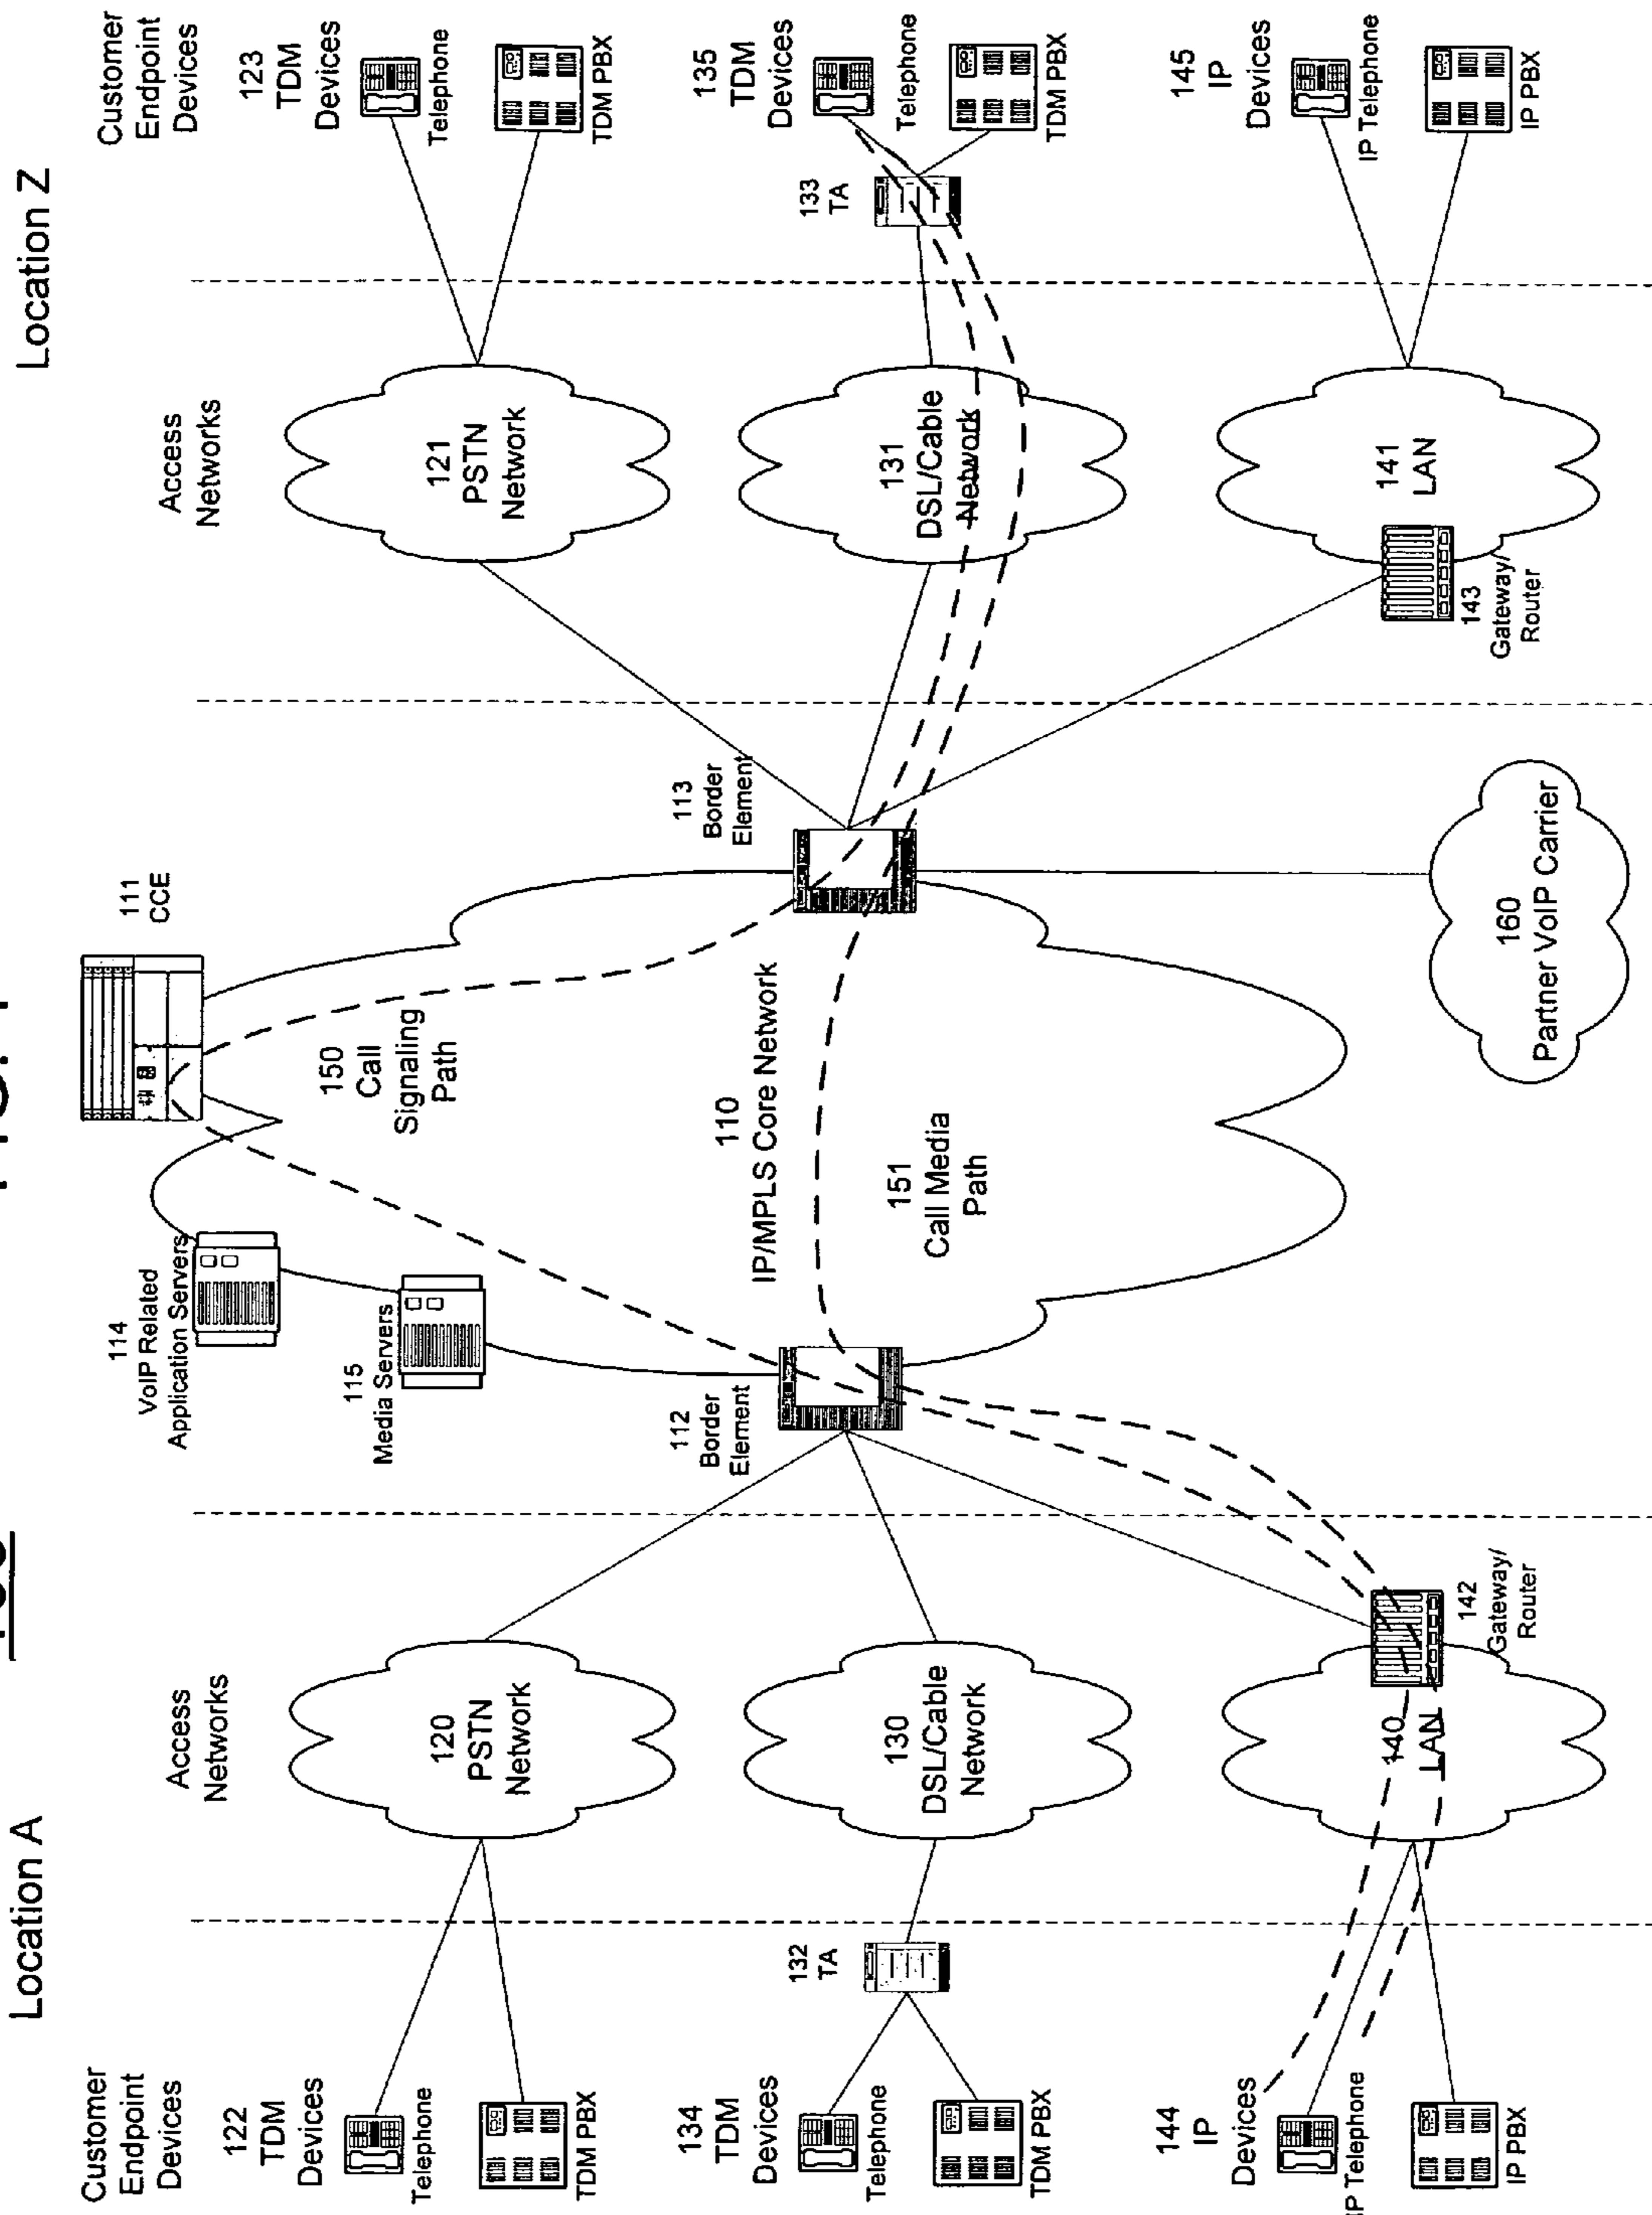 Location A
Location Z
Customer
Endpoint
Devices
Access
Networks
Access
Networks
Customer
Endpoint
Devices
122
TDM
Devices
Telephone
TDM PBX
120
PSTN
Network
114
VoIP Related
Application Servers
115
Media Servers
111
CCE
150
Call
Signaling
Path
121
PSTN
Network
123
TDM
Devices
Telephone
TDM PBX
134
TDM
Devices
Telephone
TDM PBX
132
TA
130
DSL/Cable
Network
112
Border
Element
110
IP/MPLS Core Network
151
Call Media
Path
113
Border
Element
131
DSL/Cable
Network
133
TA
135
TDM
Devices
Telephone
TDM PBX
144
IP
Devices
IP Telephone
IP PBX
140
LAN
142
Gateway/
Router
160
Partner VoIP Carrier
143
Gateway/
Router
141
LAN
145
IP
Devices
IP Telephone
IP PBX